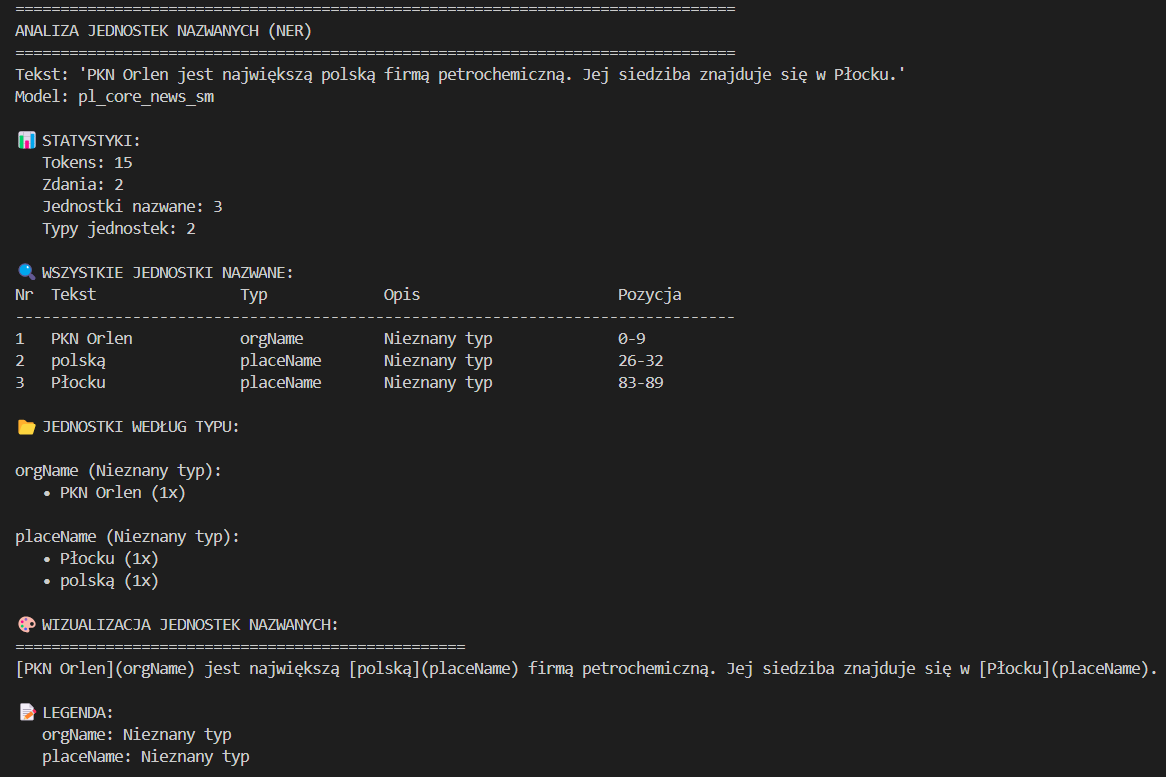 ================================================================================
ANALIZA JEDNOSTEK NAZWANYCH (NER)
================================================================================
Tekst: 'PKN Orlen jest największą polską firmą petrochemiczną. Jej siedziba znajduje się w Płocku.'
Model: pl_core_news_sm
📊 STATYSTYKI:
Tokens: 15
Zdania: 2
Jednostki nazwane: 3
Typy jednostek: 2
🔍 WSZYSTKIE JEDNOSTKI NAZWANE:
Nr Tekst Typ Opis Pozycja
--------------------------------------------------------------------------------
1 PKN Orlen orgName Nieznany typ 0-9
2 polską placeName Nieznany typ 26-32
3 Płocku placeName Nieznany typ 83-89
📂 JEDNOSTKI WEDŁUG TYPU:
orgName (Nieznany typ):
• PKN Orlen (1x)
placeName (Nieznany typ):
• Płocku (1x)
• polską (1x)
🎨 WIZUALIZACJA JEDNOSTEK NAZWANYCH:
==================================================
[PKN Orlen](orgName) jest największą [polską](placeName) firmą petrochemiczną. Jej siedziba znajduje się w [Płocku](placeName).
📝 LEGENDA:
orgName: Nieznany typ
placeName: Nieznany typ